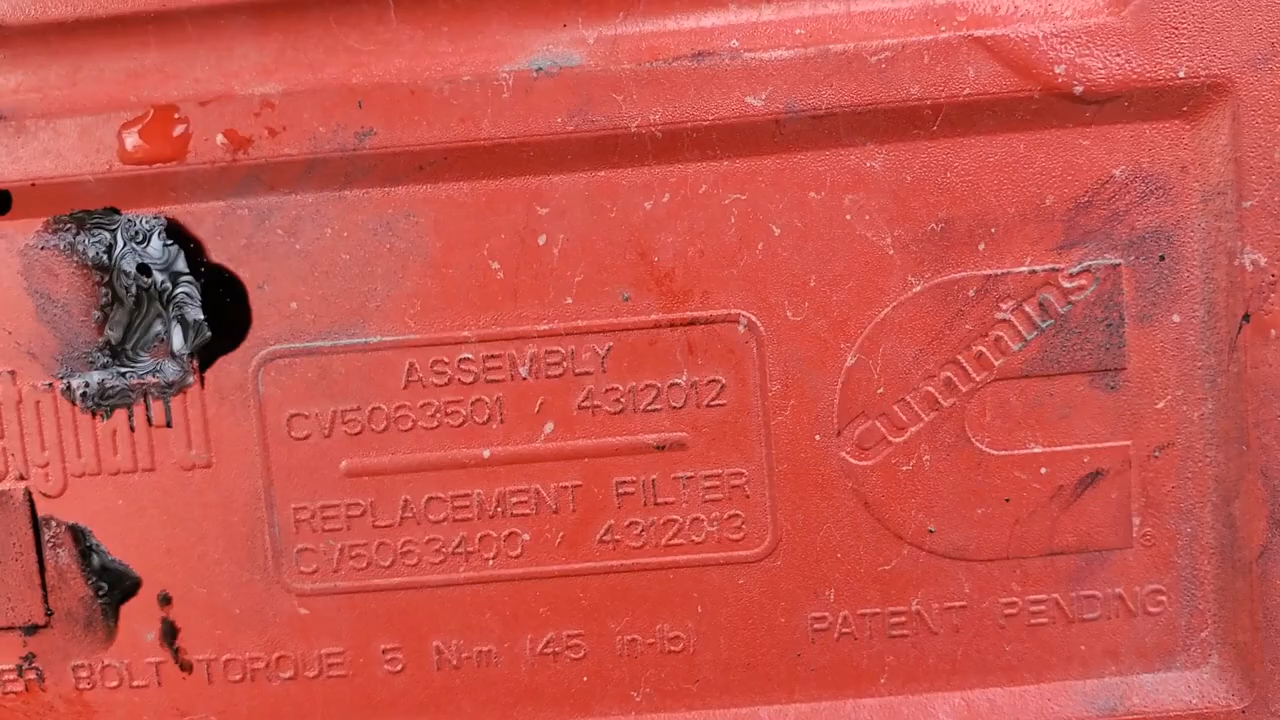 ASSEMBLY
CV5063501 / 4312012
REPLACEMENT FILTER
CV5063400 / 4312013
cummins
®
PATENT PENDING
BOLT TORQUE 5 N-m (45 in-lb)